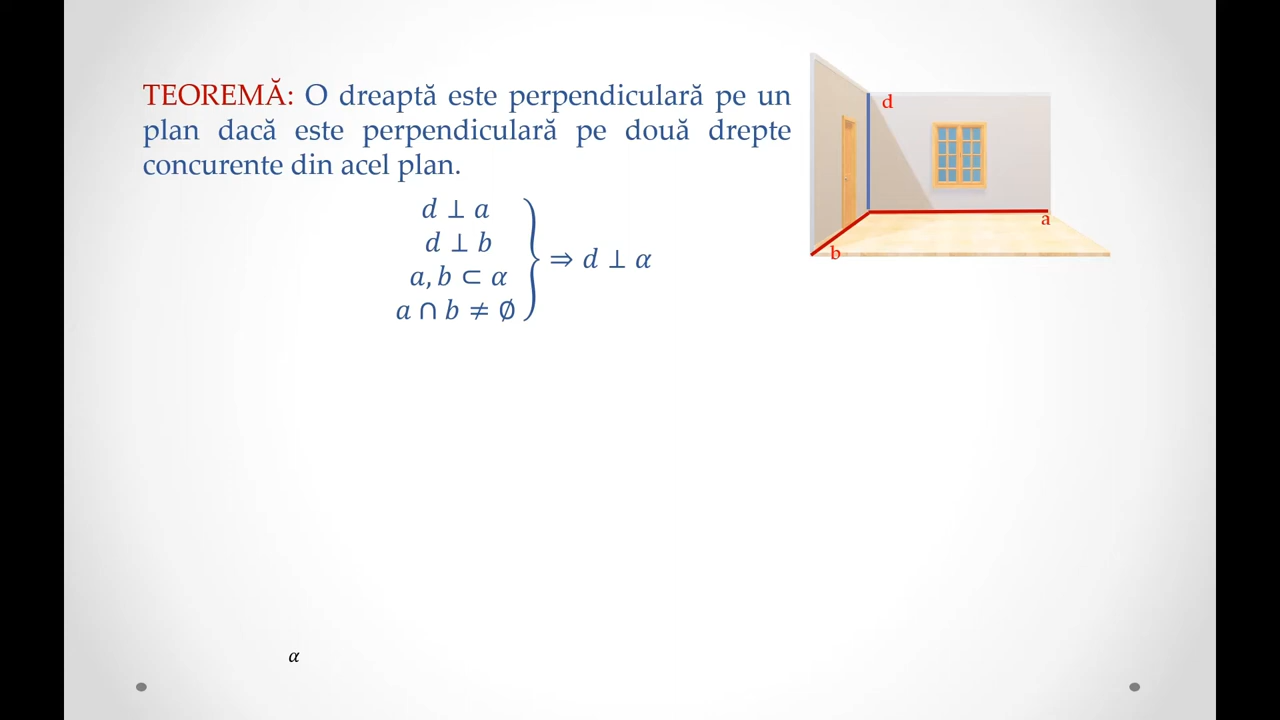 TEOREMĂ: O dreaptă este perpendiculară pe un
plan dacă este perpendiculară pe două drepte
concurente din acel plan.
d ⊥ a
d ⊥ b
a, b ⊂ α
a ∩ b ≠ ∅
⇒ d ⊥ α
d
a
b
α